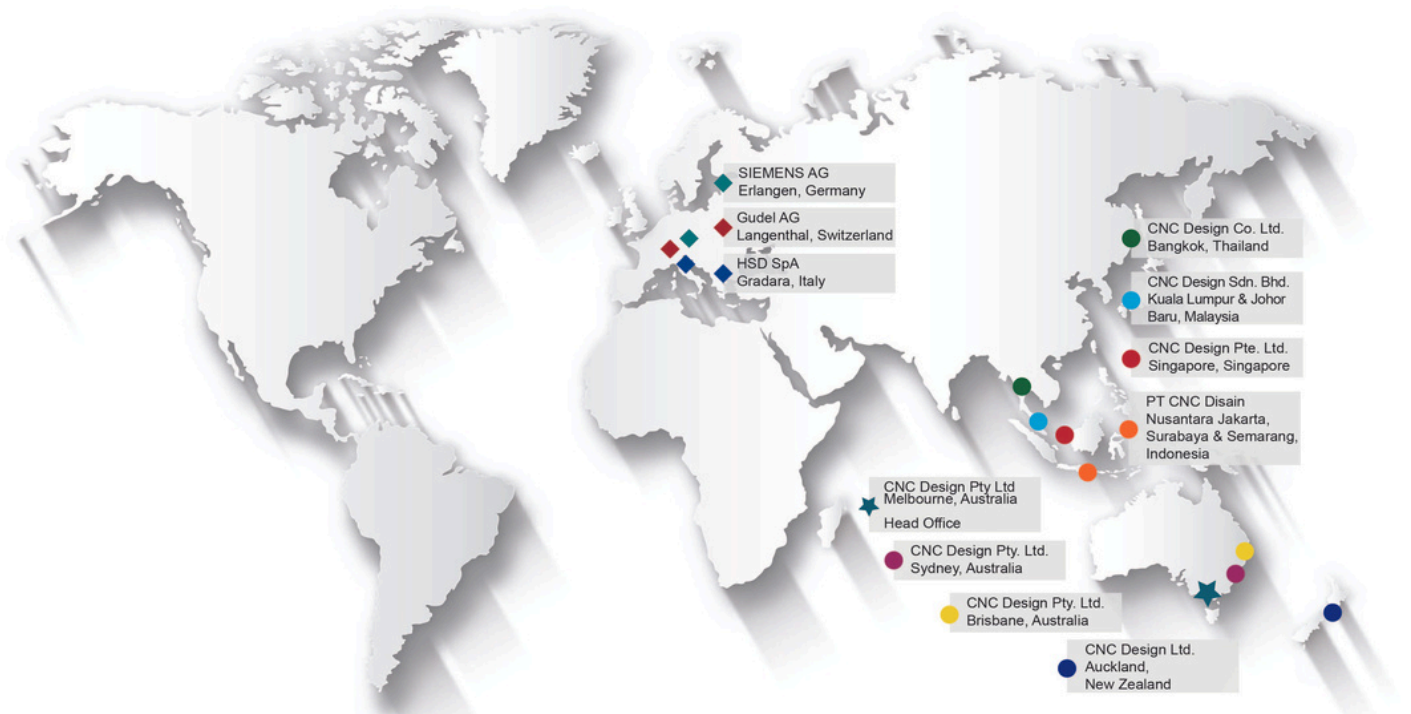 SIEMENS AG
Erlangen, Germany
Gudel AG
Langenthal, Switzerland
HSD SpA
Gradara, Italy
CNC Design Co. Ltd.
Bangkok, Thailand
CNC Design Sdn. Bhd.
Kuala Lumpur & Johor
Baru, Malaysia
CNC Design Pte. Ltd.
Singapore, Singapore
PT CNC Disain
Nusantara Jakarta,
Surabaya & Semarang,
Indonesia
CNC Design Pty Ltd
Melbourne, Australia
Head Office
CNC Design Pty. Ltd.
Sydney, Australia
CNC Design Pty. Ltd.
Brisbane, Australia
CNC Design Ltd.
Auckland,
New Zealand